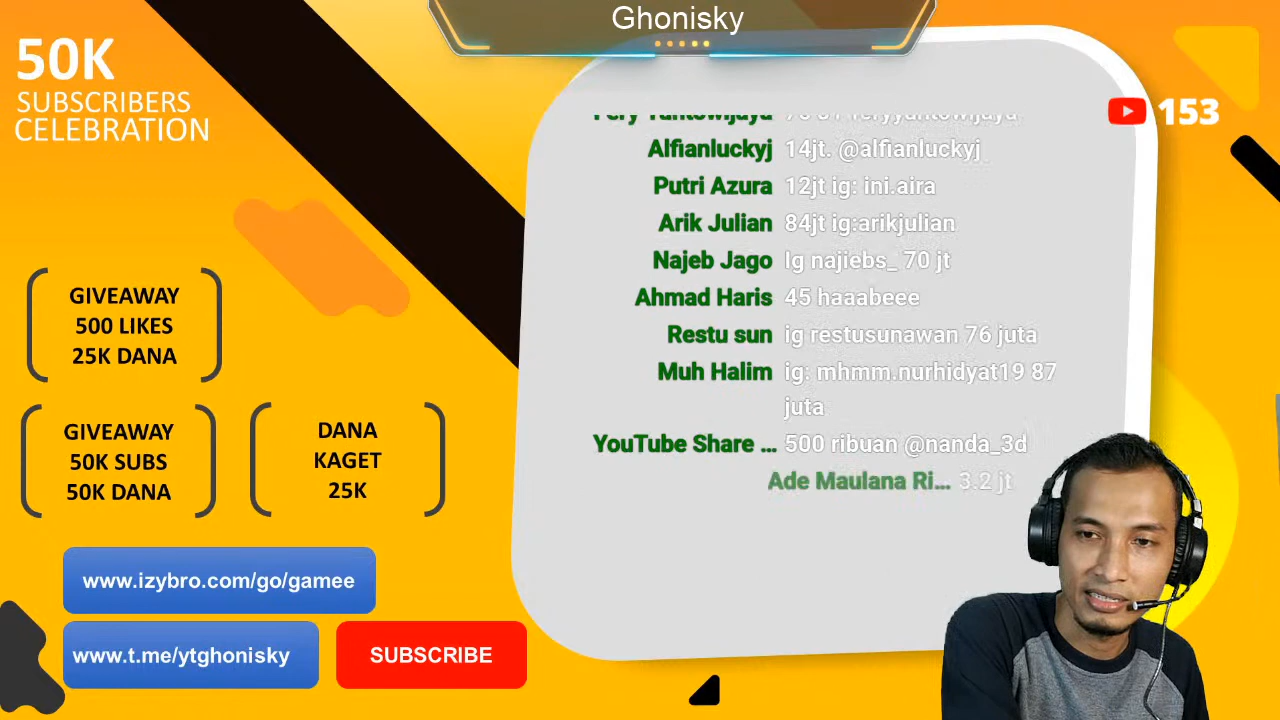 Ghonisky
50K
SUBSCRIBERS
CELEBRATION
153
Alfianluckyj 14jt. @alfianluckyj
Putri Azura 12jt ig: ini.aira
Arik Julian 84jt ig:arikjulian
Najeb Jago Ig najiebs_ 70 jt
Ahmad Haris 45 haaabeee
Restu sun ig restusunawan 76 juta
Muh Halim ig: mhmm.nurhidyat19 87
juta
YouTube Share ... 500 ribuan @nanda_3d
Ade Maulana Ri... 3.2 jt
GIVEAWAY
500 LIKES
25K DANA
GIVEAWAY
50K SUBS
50K DANA
DANA
KAGET
25K
www.izybro.com/go/gamee
www.t.me/ytghonisky
SUBSCRIBE